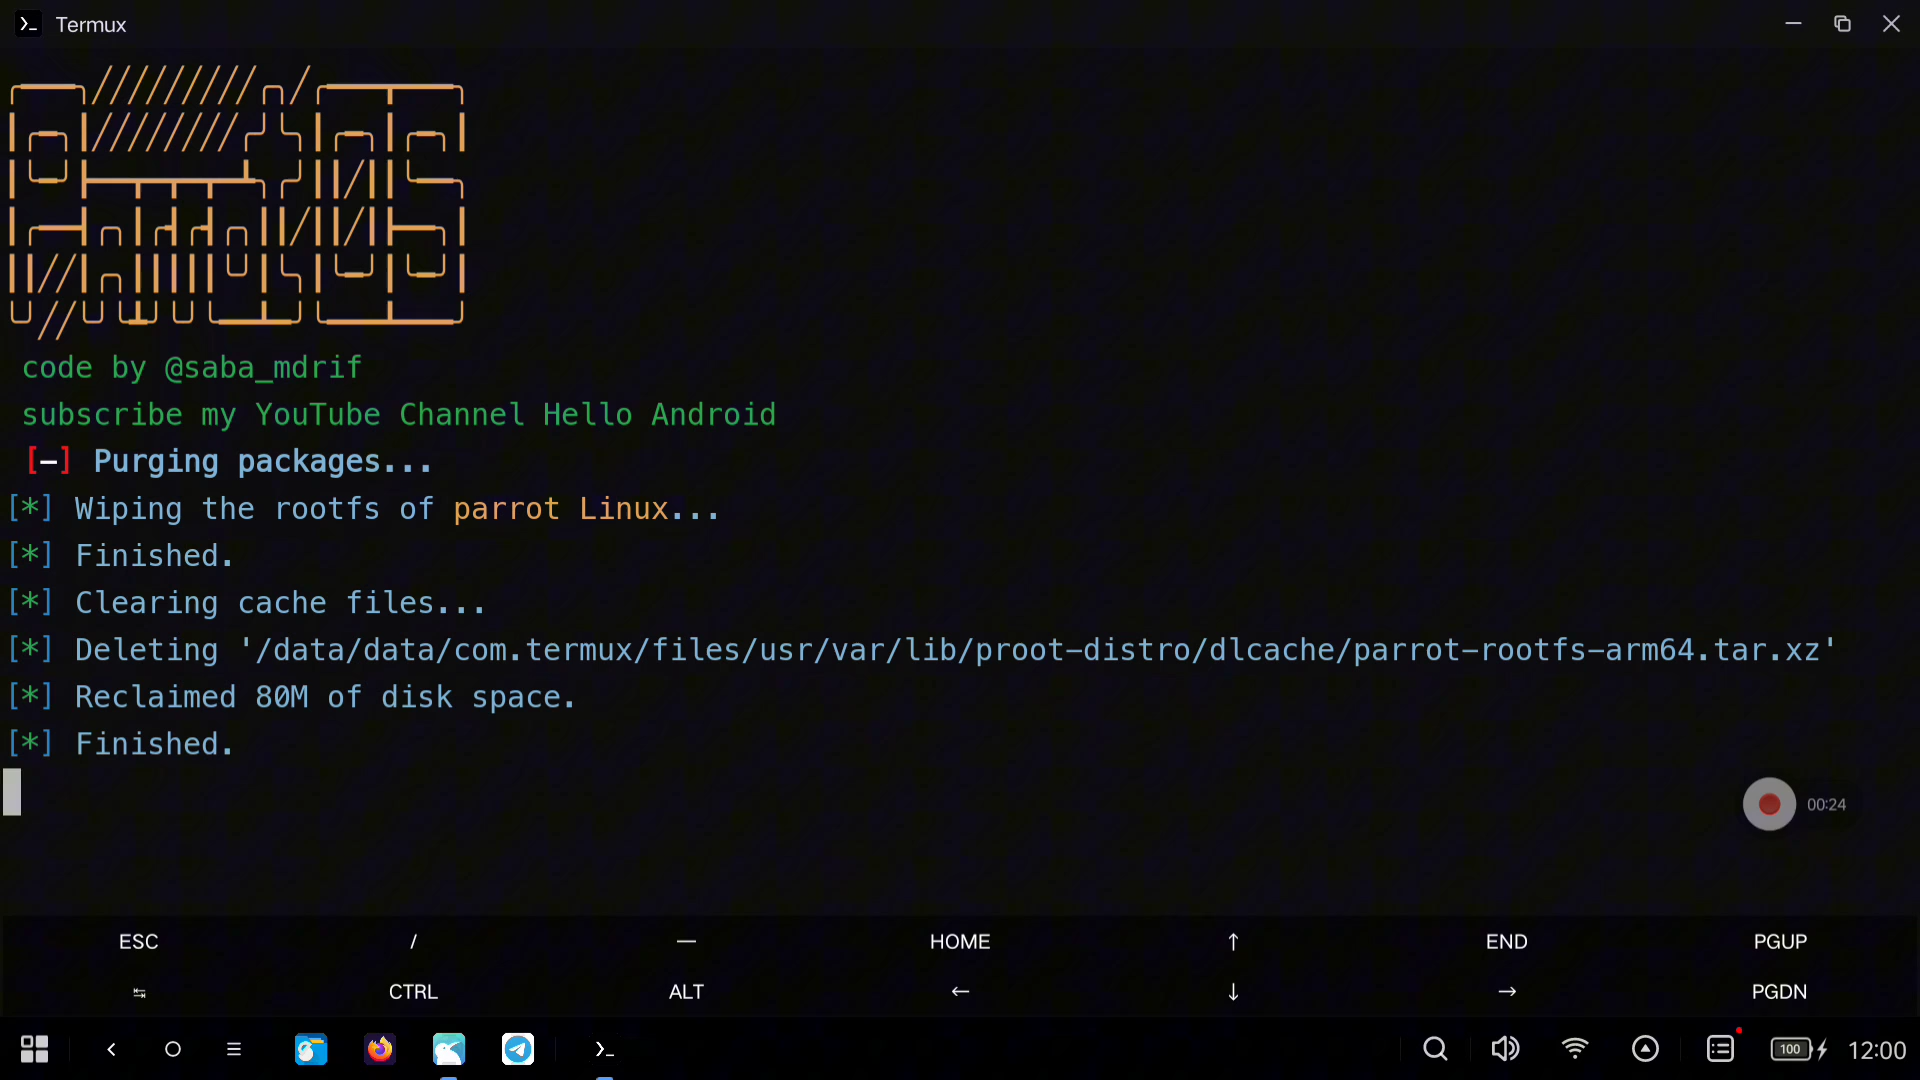 Termux
code by @saba_mdrif
subscribe my YouTube Channel Hello Android
[—] Purging packages...
[*] Wiping the rootfs of parrot Linux...
[*] Finished.
[*] Clearing cache files...
[*] Deleting '/data/data/com.termux/files/usr/var/lib/proot-distro/dlcache/parrot-rootfs-arm64.tar.xz'
[*] Reclaimed 80M of disk space.
[*] Finished.
00:24
ESC / — HOME ↑ END PGUP
↹ CTRL ALT ← ↓ → PGDN
100 12:00